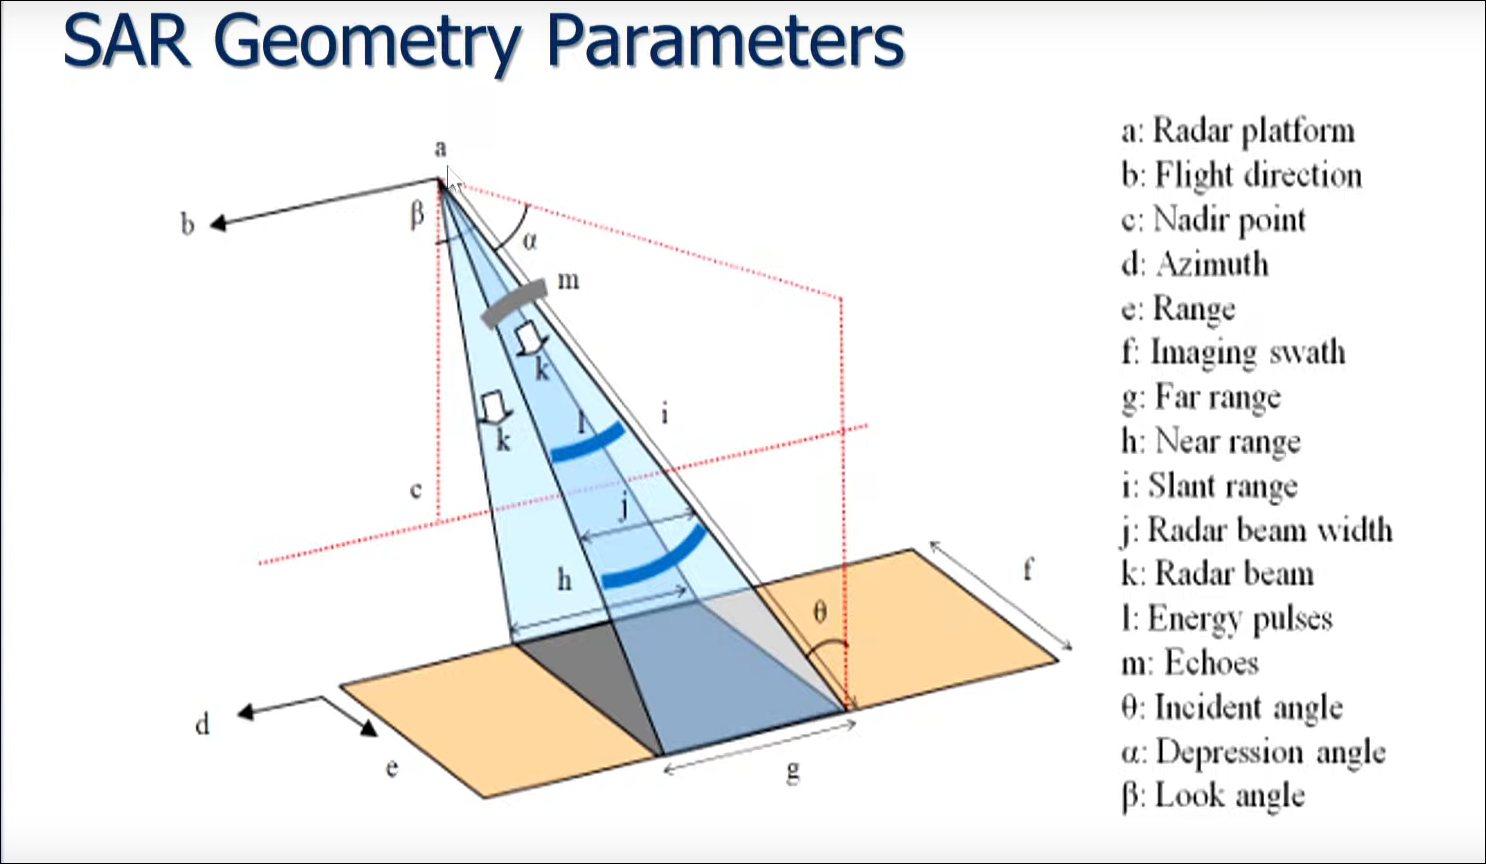 SAR Geometry Parameters
a
b
β
α
m
k
k
l
i
c
j
h
f
θ
d
e
g
a: Radar platform
b: Flight direction
c: Nadir point
d: Azimuth
e: Range
f: Imaging swath
g: Far range
h: Near range
i: Slant range
j: Radar beam width
k: Radar beam
l: Energy pulses
m: Echoes
θ: Incident angle
α: Depression angle
β: Look angle